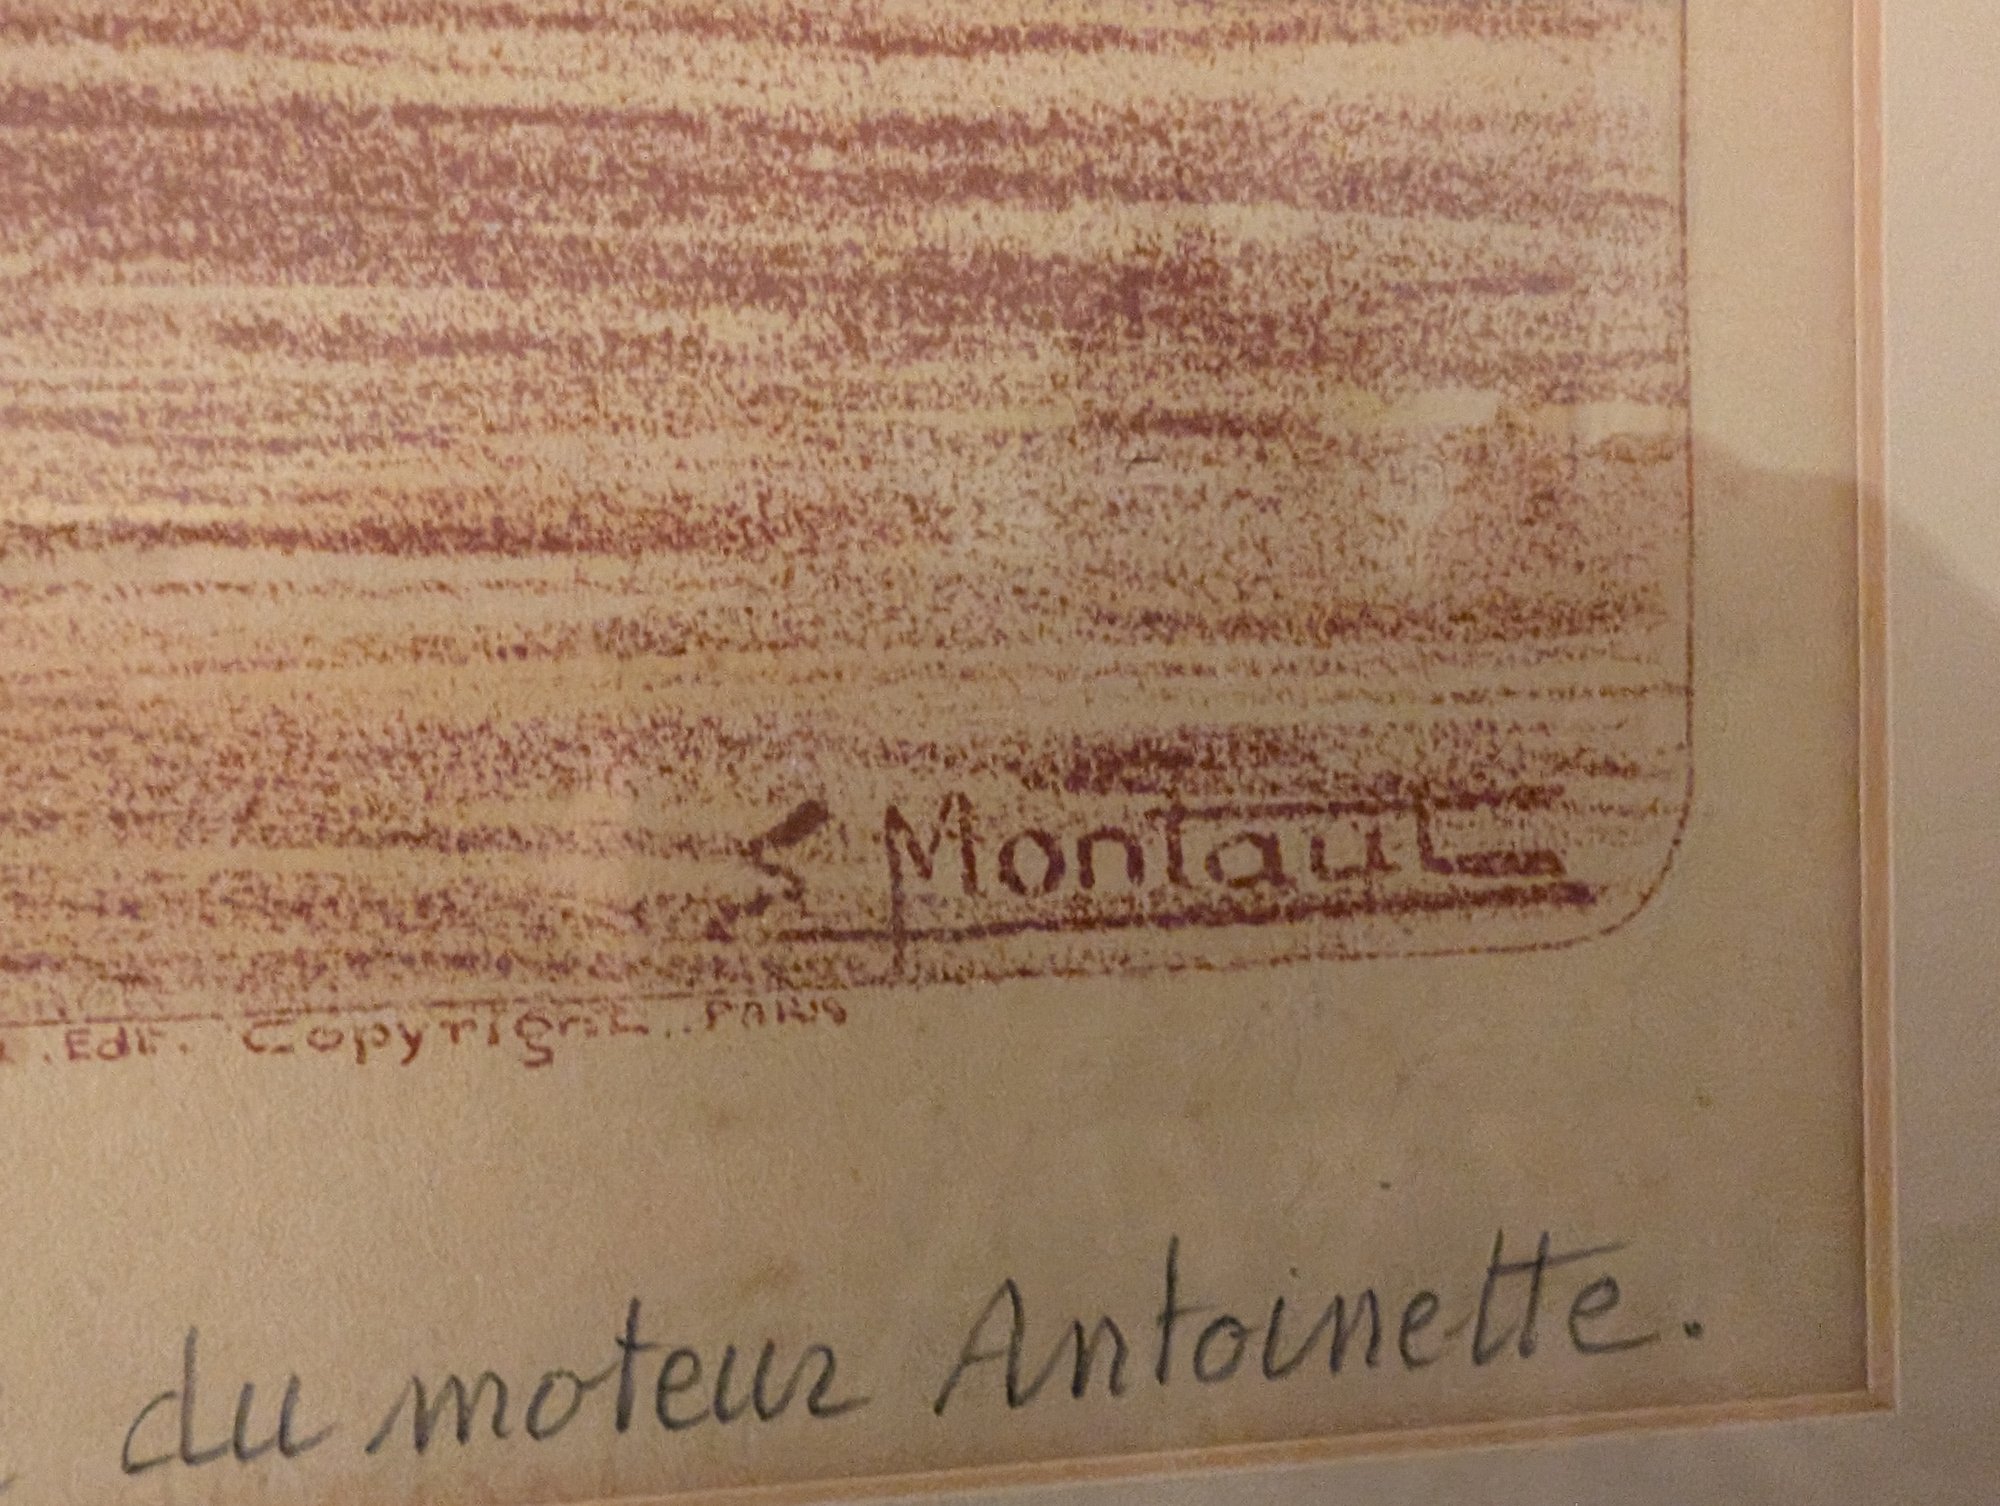 E Montaut
. Edit. Copyright.. PARIS
du moteur Antoinette.